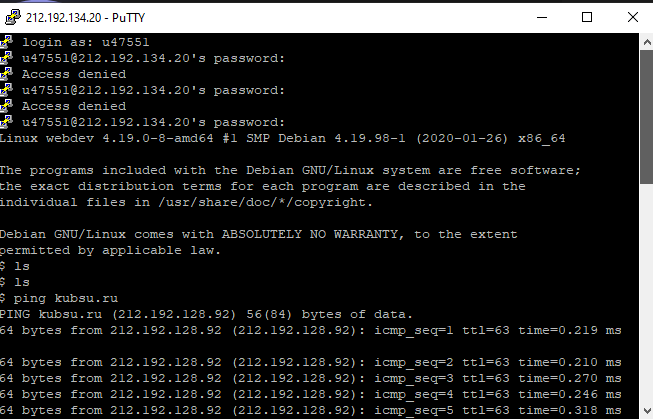 212.192.134.20 - PuTTY
login as: u47551
u47551@212.192.134.20's password:
Access denied
u47551@212.192.134.20's password:
Access denied
u47551@212.192.134.20's password:
Linux webdev 4.19.0-8-amd64 #1 SMP Debian 4.19.98-1 (2020-01-26) x86_64
The programs included with the Debian GNU/Linux system are free software;
the exact distribution terms for each program are described in the
individual files in /usr/share/doc/*/copyright.
Debian GNU/Linux comes with ABSOLUTELY NO WARRANTY, to the extent
permitted by applicable law.
$ ls
$ ls
$ ping kubsu.ru
PING kubsu.ru (212.192.128.92) 56(84) bytes of data.
64 bytes from 212.192.128.92 (212.192.128.92): icmp_seq=1 ttl=63 time=0.219 ms
64 bytes from 212.192.128.92 (212.192.128.92): icmp_seq=2 ttl=63 time=0.210 ms
64 bytes from 212.192.128.92 (212.192.128.92): icmp_seq=3 ttl=63 time=0.270 ms
64 bytes from 212.192.128.92 (212.192.128.92): icmp_seq=4 ttl=63 time=0.246 ms
64 bytes from 212.192.128.92 (212.192.128.92): icmp_seq=5 ttl=63 time=0.318 ms